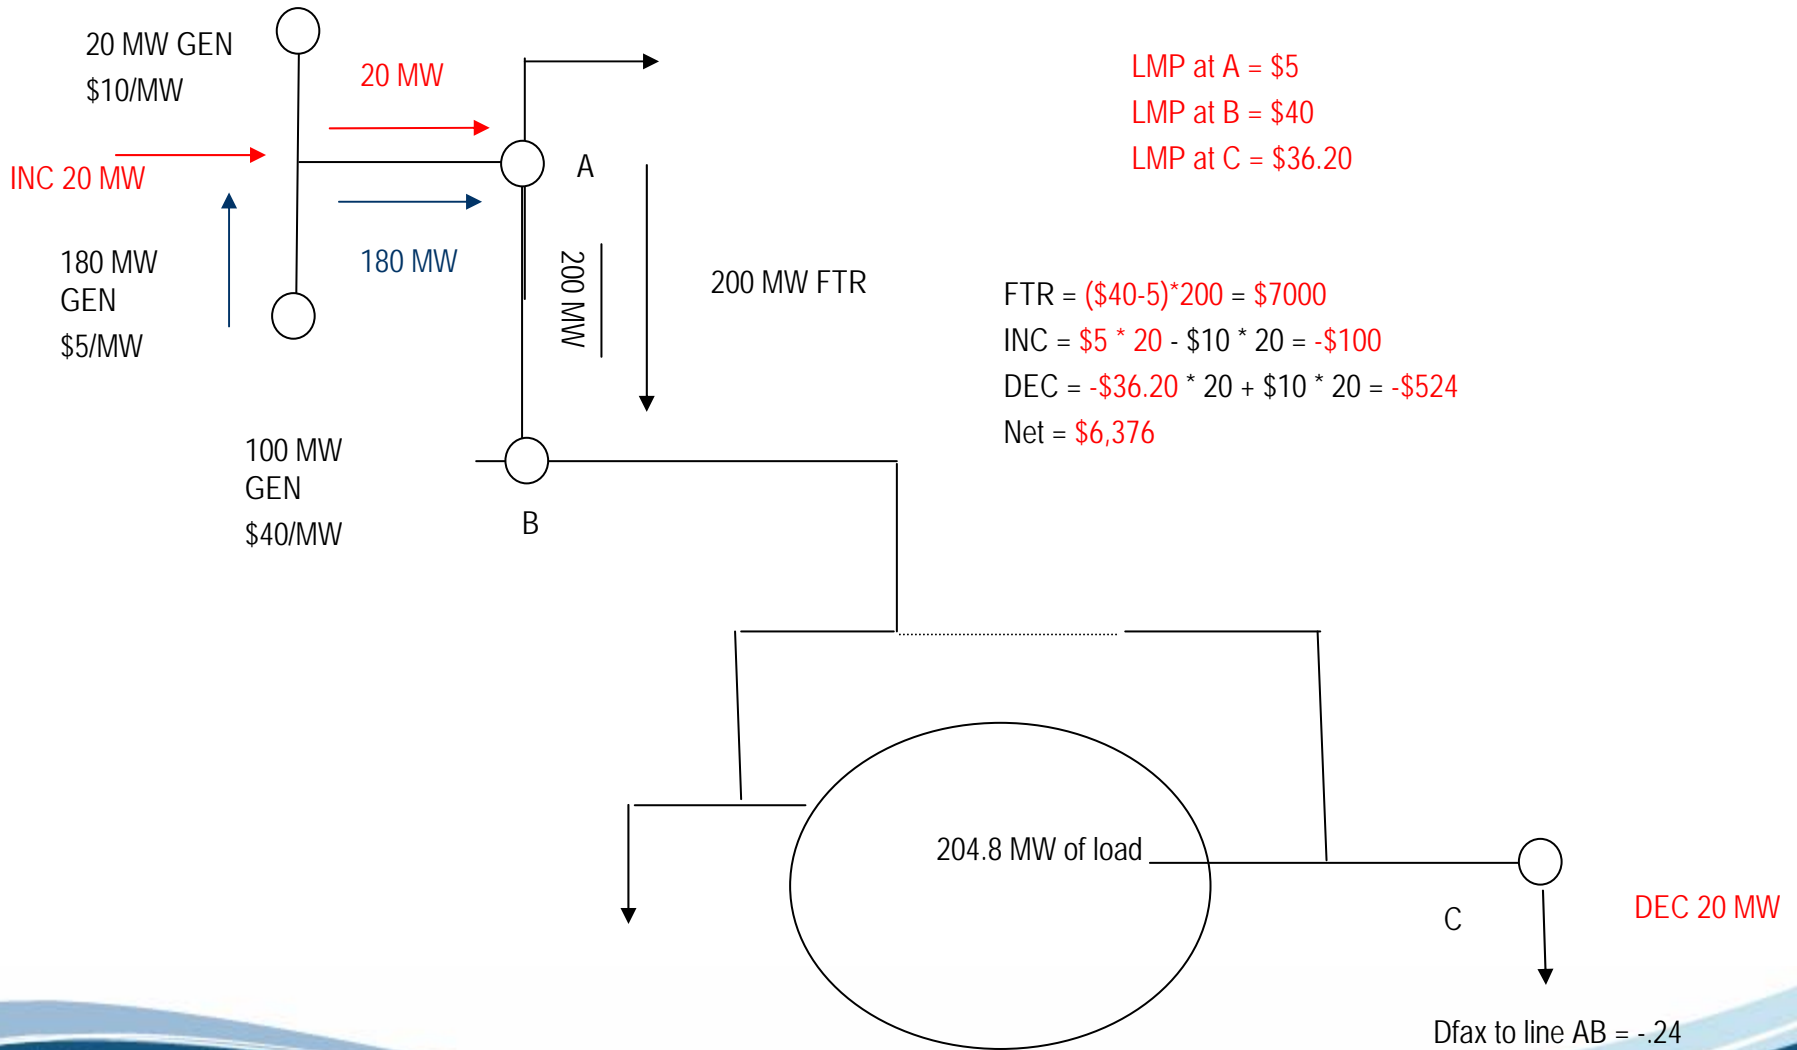 20 MW GEN
$10/MW
20 MW
INC 20 MW
A
180 MW
GEN
$5/MW
180 MW
200 MW
200 MW FTR
100 MW
GEN
$40/MW
B
LMP at A = $5
LMP at B = $40
LMP at C = $36.20
FTR = ($40-5)*200 = $7000
INC = $5 * 20 - $10 * 20 = -$100
DEC = -$36.20 * 20 + $10 * 20 = -$524
Net = $6,376
204.8 MW of load
C
DEC 20 MW
Dfax to line AB = -.24